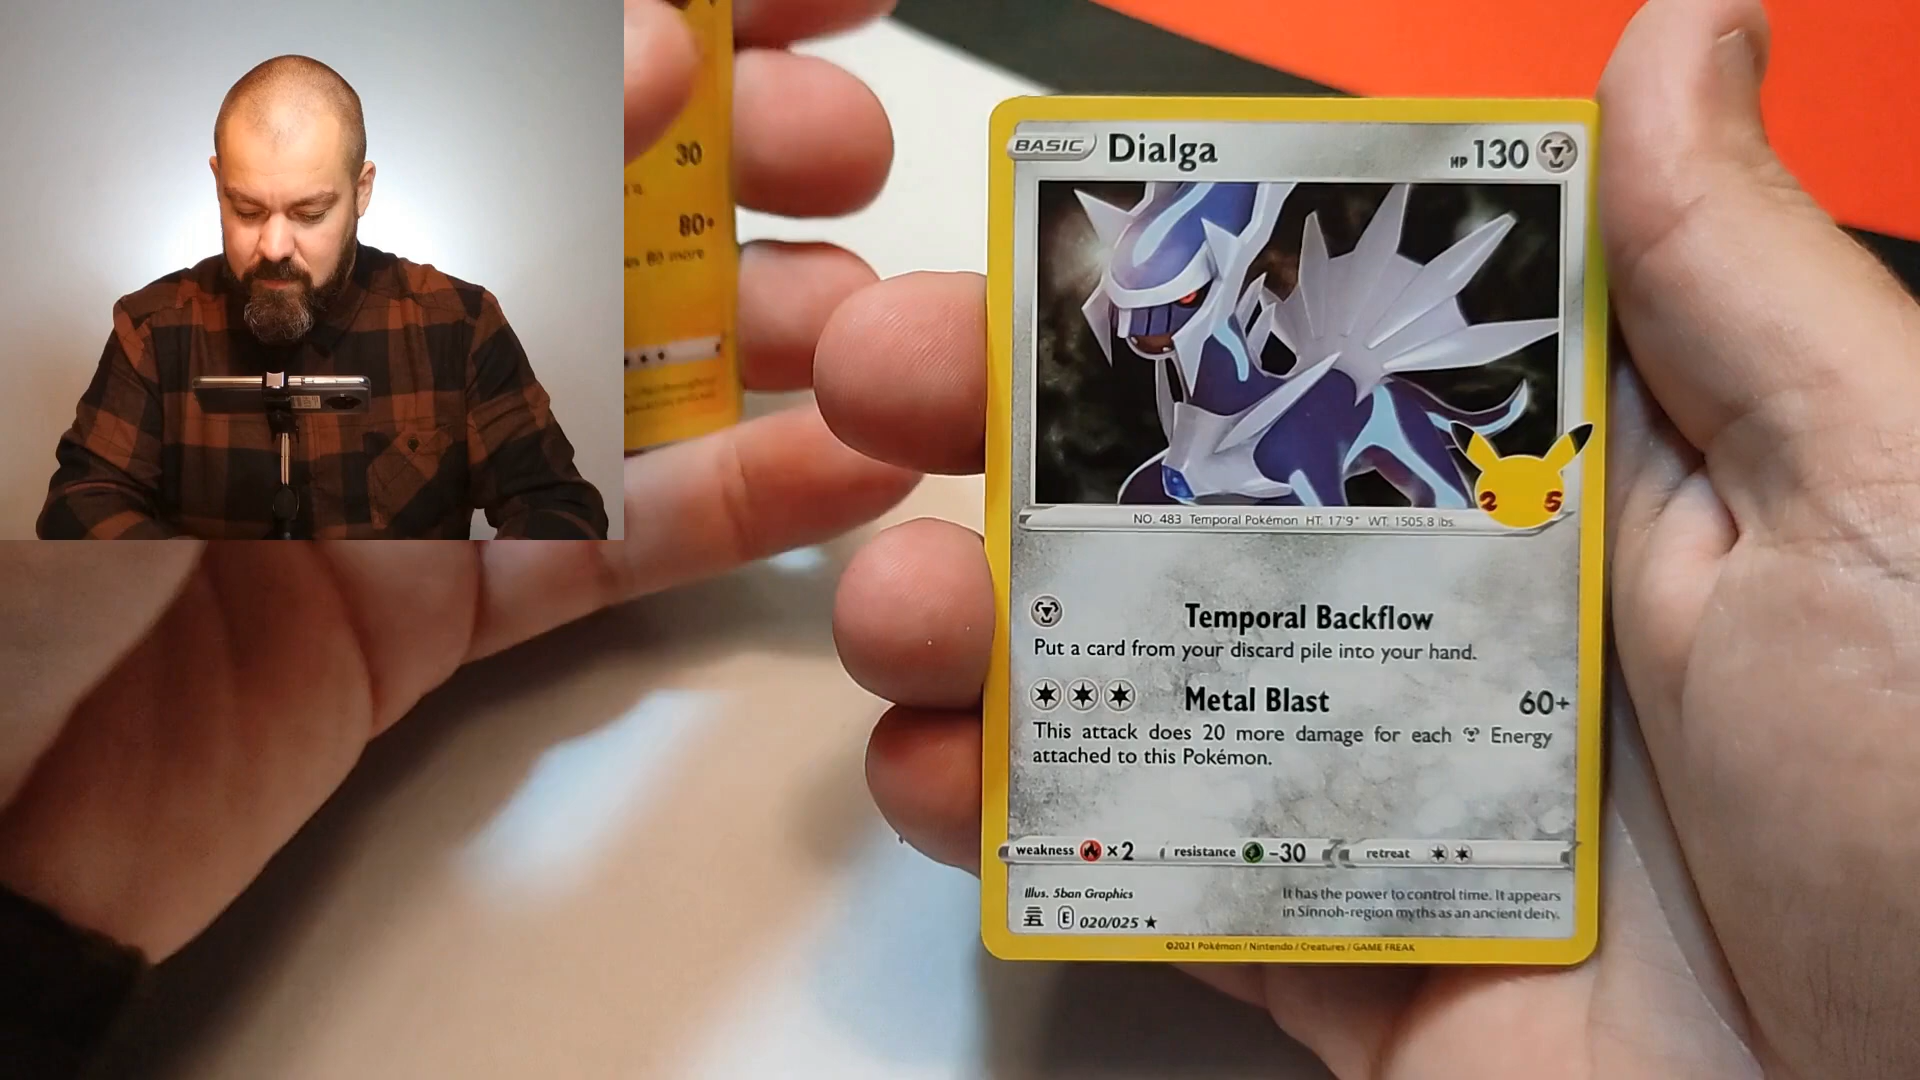 30
80+
BASIC Dialga HP 130
2 5
NO. 483 Temporal Pokémon HT. 17'9" WT. 1505.8 lbs.
Temporal Backflow
Put a card from your discard pile into your hand.
Metal Blast 60+
This attack does 20 more damage for each Energy
attached to this Pokémon.
weakness ×2 resistance -30 retreat
Illus. 5ban Graphics
E 020/025 ★
It has the power to control time. It appears
in Sinnoh-region myths as an ancient deity.
©2021 Pokémon / Nintendo / Creatures / GAME FREAK